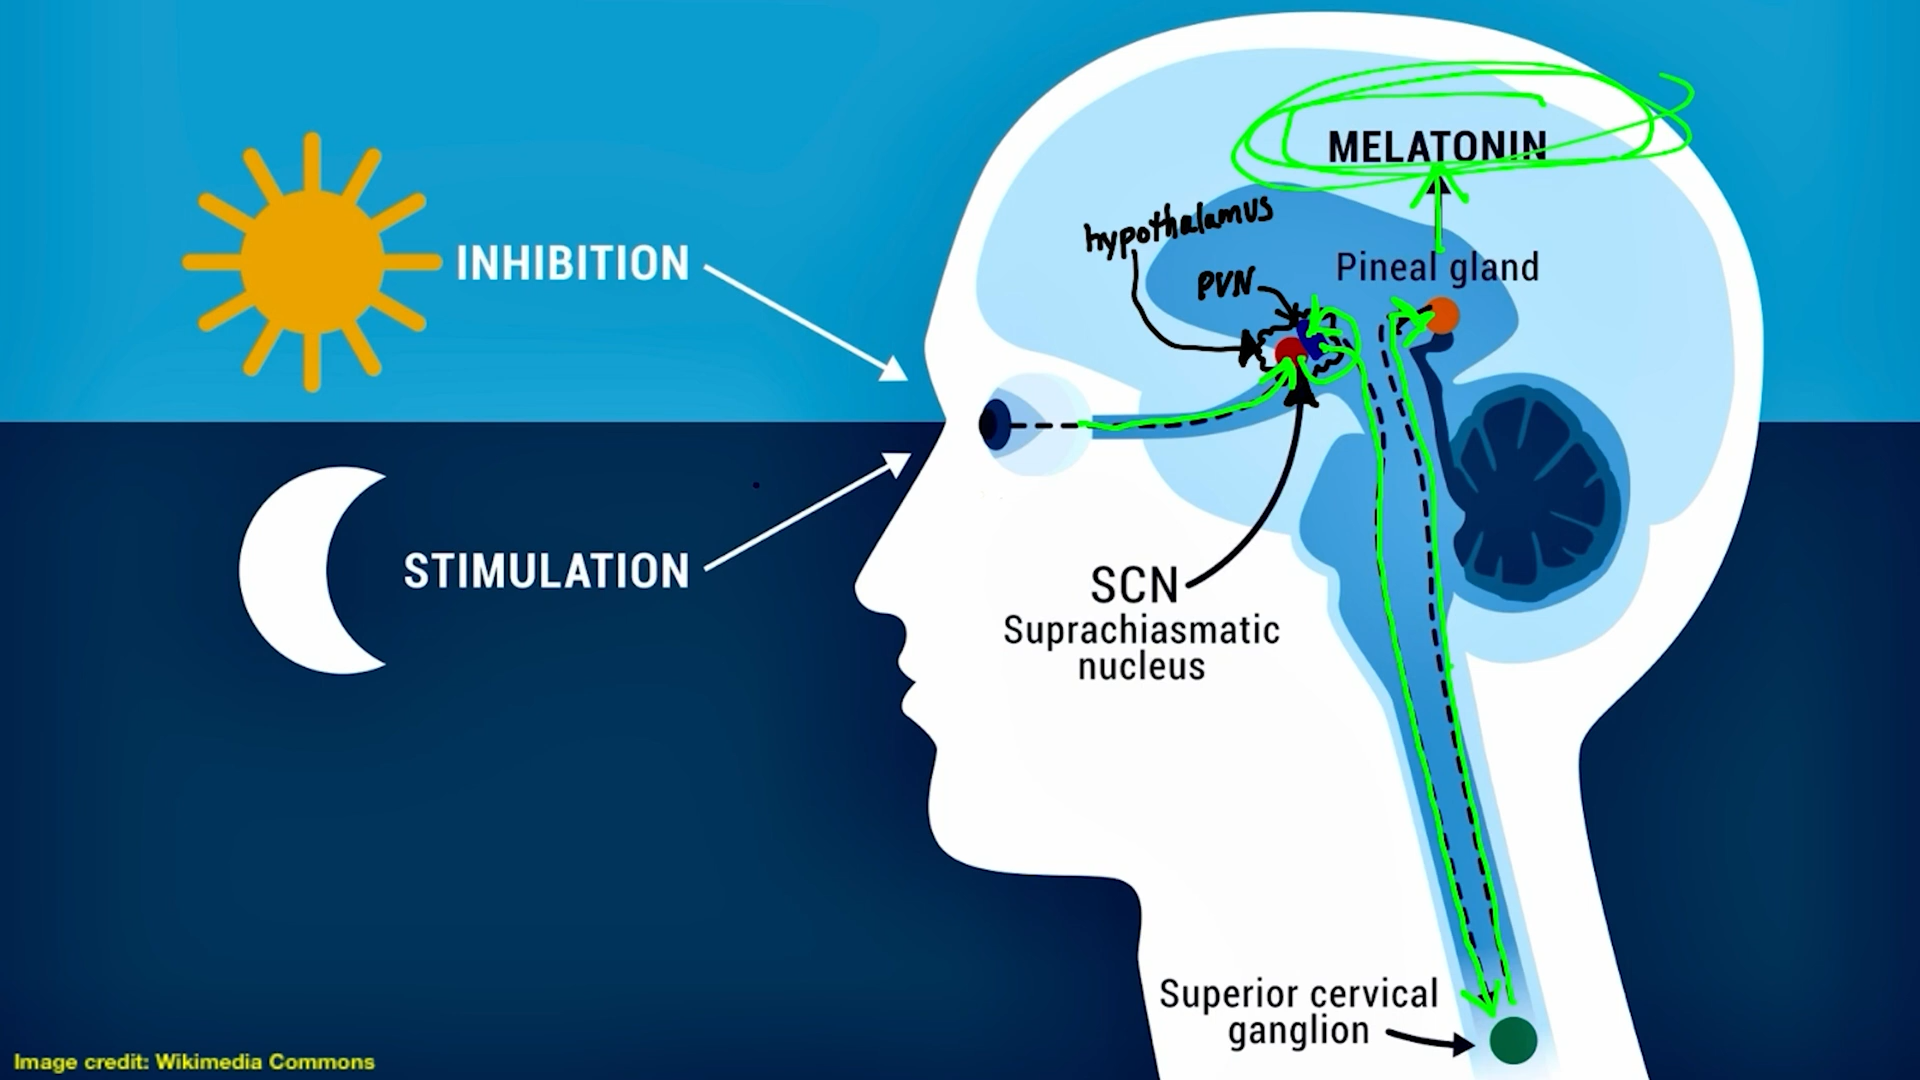 MELATONIN
hypothalamus
PVN
Pineal gland
INHIBITION
STIMULATION
SCN
Suprachiasmatic
nucleus
Superior cervical
ganglion
Image credit: Wikimedia Commons